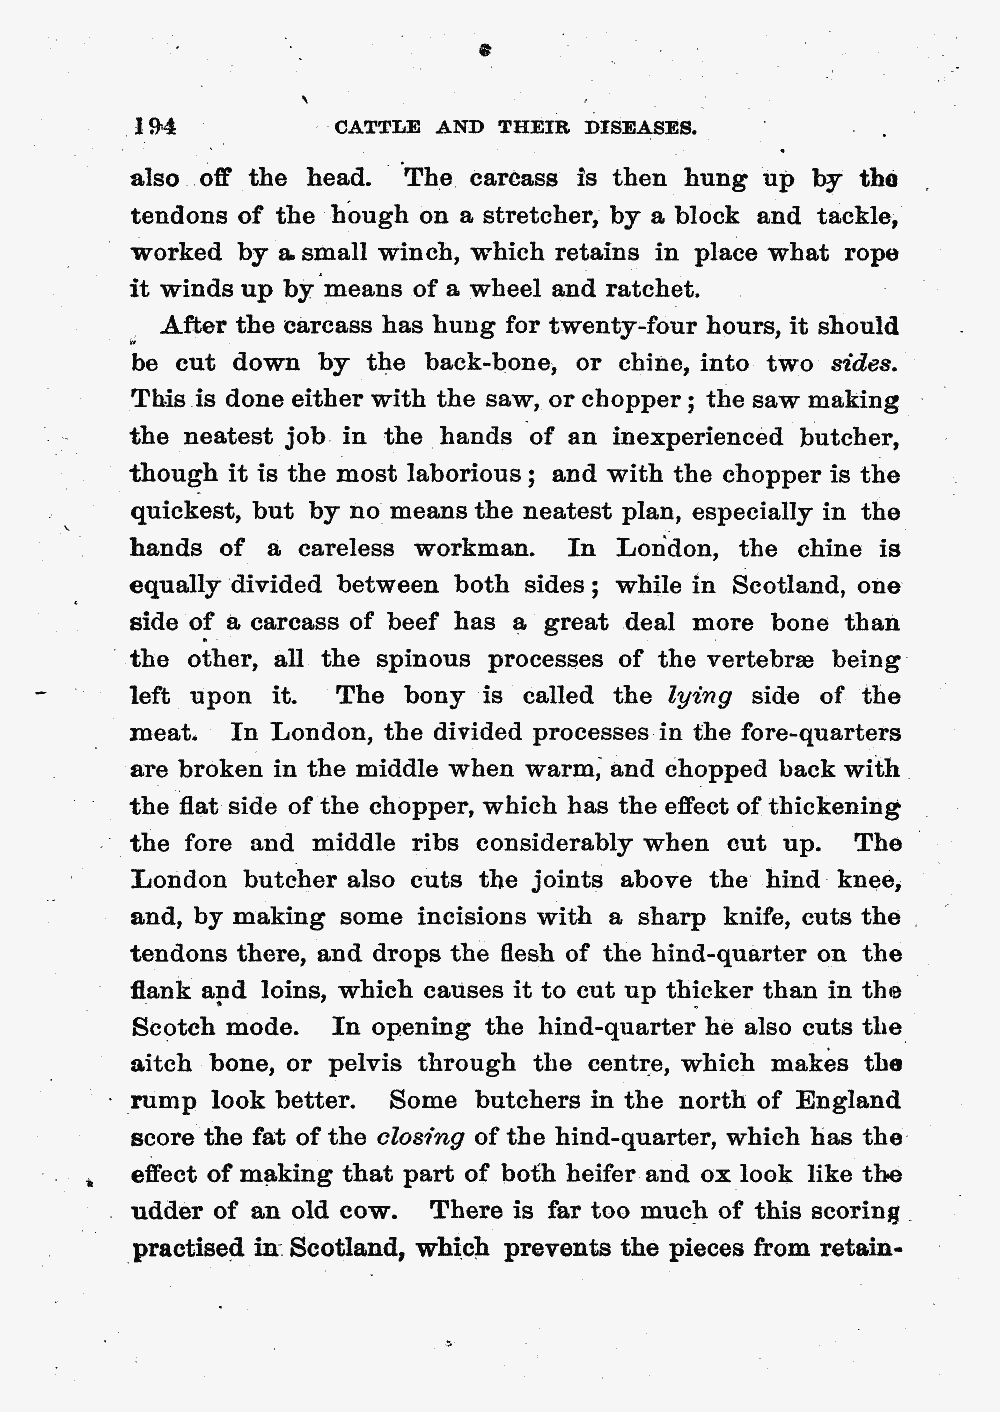 194 CATTLE AND THEIR DISEASES.
also off the head. The carcass is then hung up by the
tendons of the hough on a stretcher, by a block and tackle,
worked by a small winch, which retains in place what rope
it winds up by means of a wheel and ratchet.
After the carcass has hung for twenty-four hours, it should
be cut down by the back-bone, or chine, into two sides.
This is done either with the saw, or chopper; the saw making
the neatest job in the hands of an inexperienced butcher,
though it is the most laborious; and with the chopper is the
quickest, but by no means the neatest plan, especially in the
hands of a careless workman. In London, the chine is
equally divided between both sides; while in Scotland, one
side of a carcass of beef has a great deal more bone than
the other, all the spinous processes of the vertebræ being
left upon it. The bony is called the lying side of the
meat. In London, the divided processes in the fore-quarters
are broken in the middle when warm, and chopped back with
the flat side of the chopper, which has the effect of thickening
the fore and middle ribs considerably when cut up. The
London butcher also cuts the joints above the hind knee,
and, by making some incisions with a sharp knife, cuts the
tendons there, and drops the flesh of the hind-quarter on the
flank and loins, which causes it to cut up thicker than in the
Scotch mode. In opening the hind-quarter he also cuts the
aitch bone, or pelvis through the centre, which makes the
rump look better. Some butchers in the north of England
score the fat of the closing of the hind-quarter, which has the
effect of making that part of both heifer and ox look like the
udder of an old cow. There is far too much of this scoring
practised in Scotland, which prevents the pieces from retain-